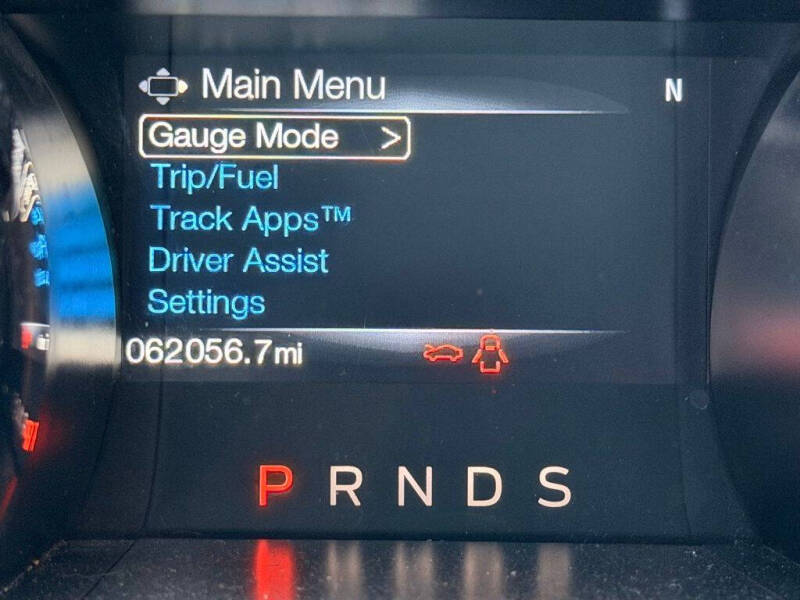 Main Menu N
Gauge Mode >
Trip/Fuel
Track Apps™
Driver Assist
Settings
062056.7mi
P R N D S